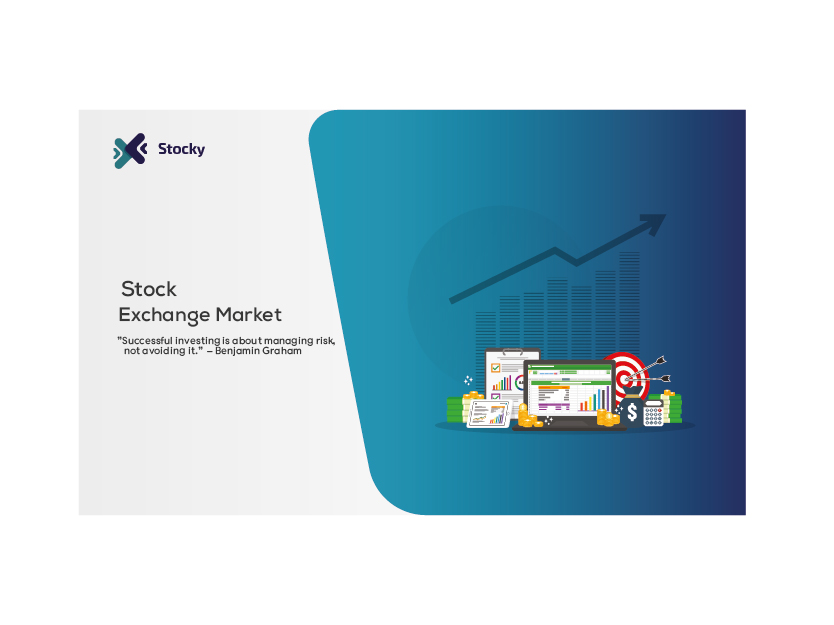 Stocky
Stock
Exchange Market
"Successful investing is about managing risk,
not avoiding it." – Benjamin Graham
$